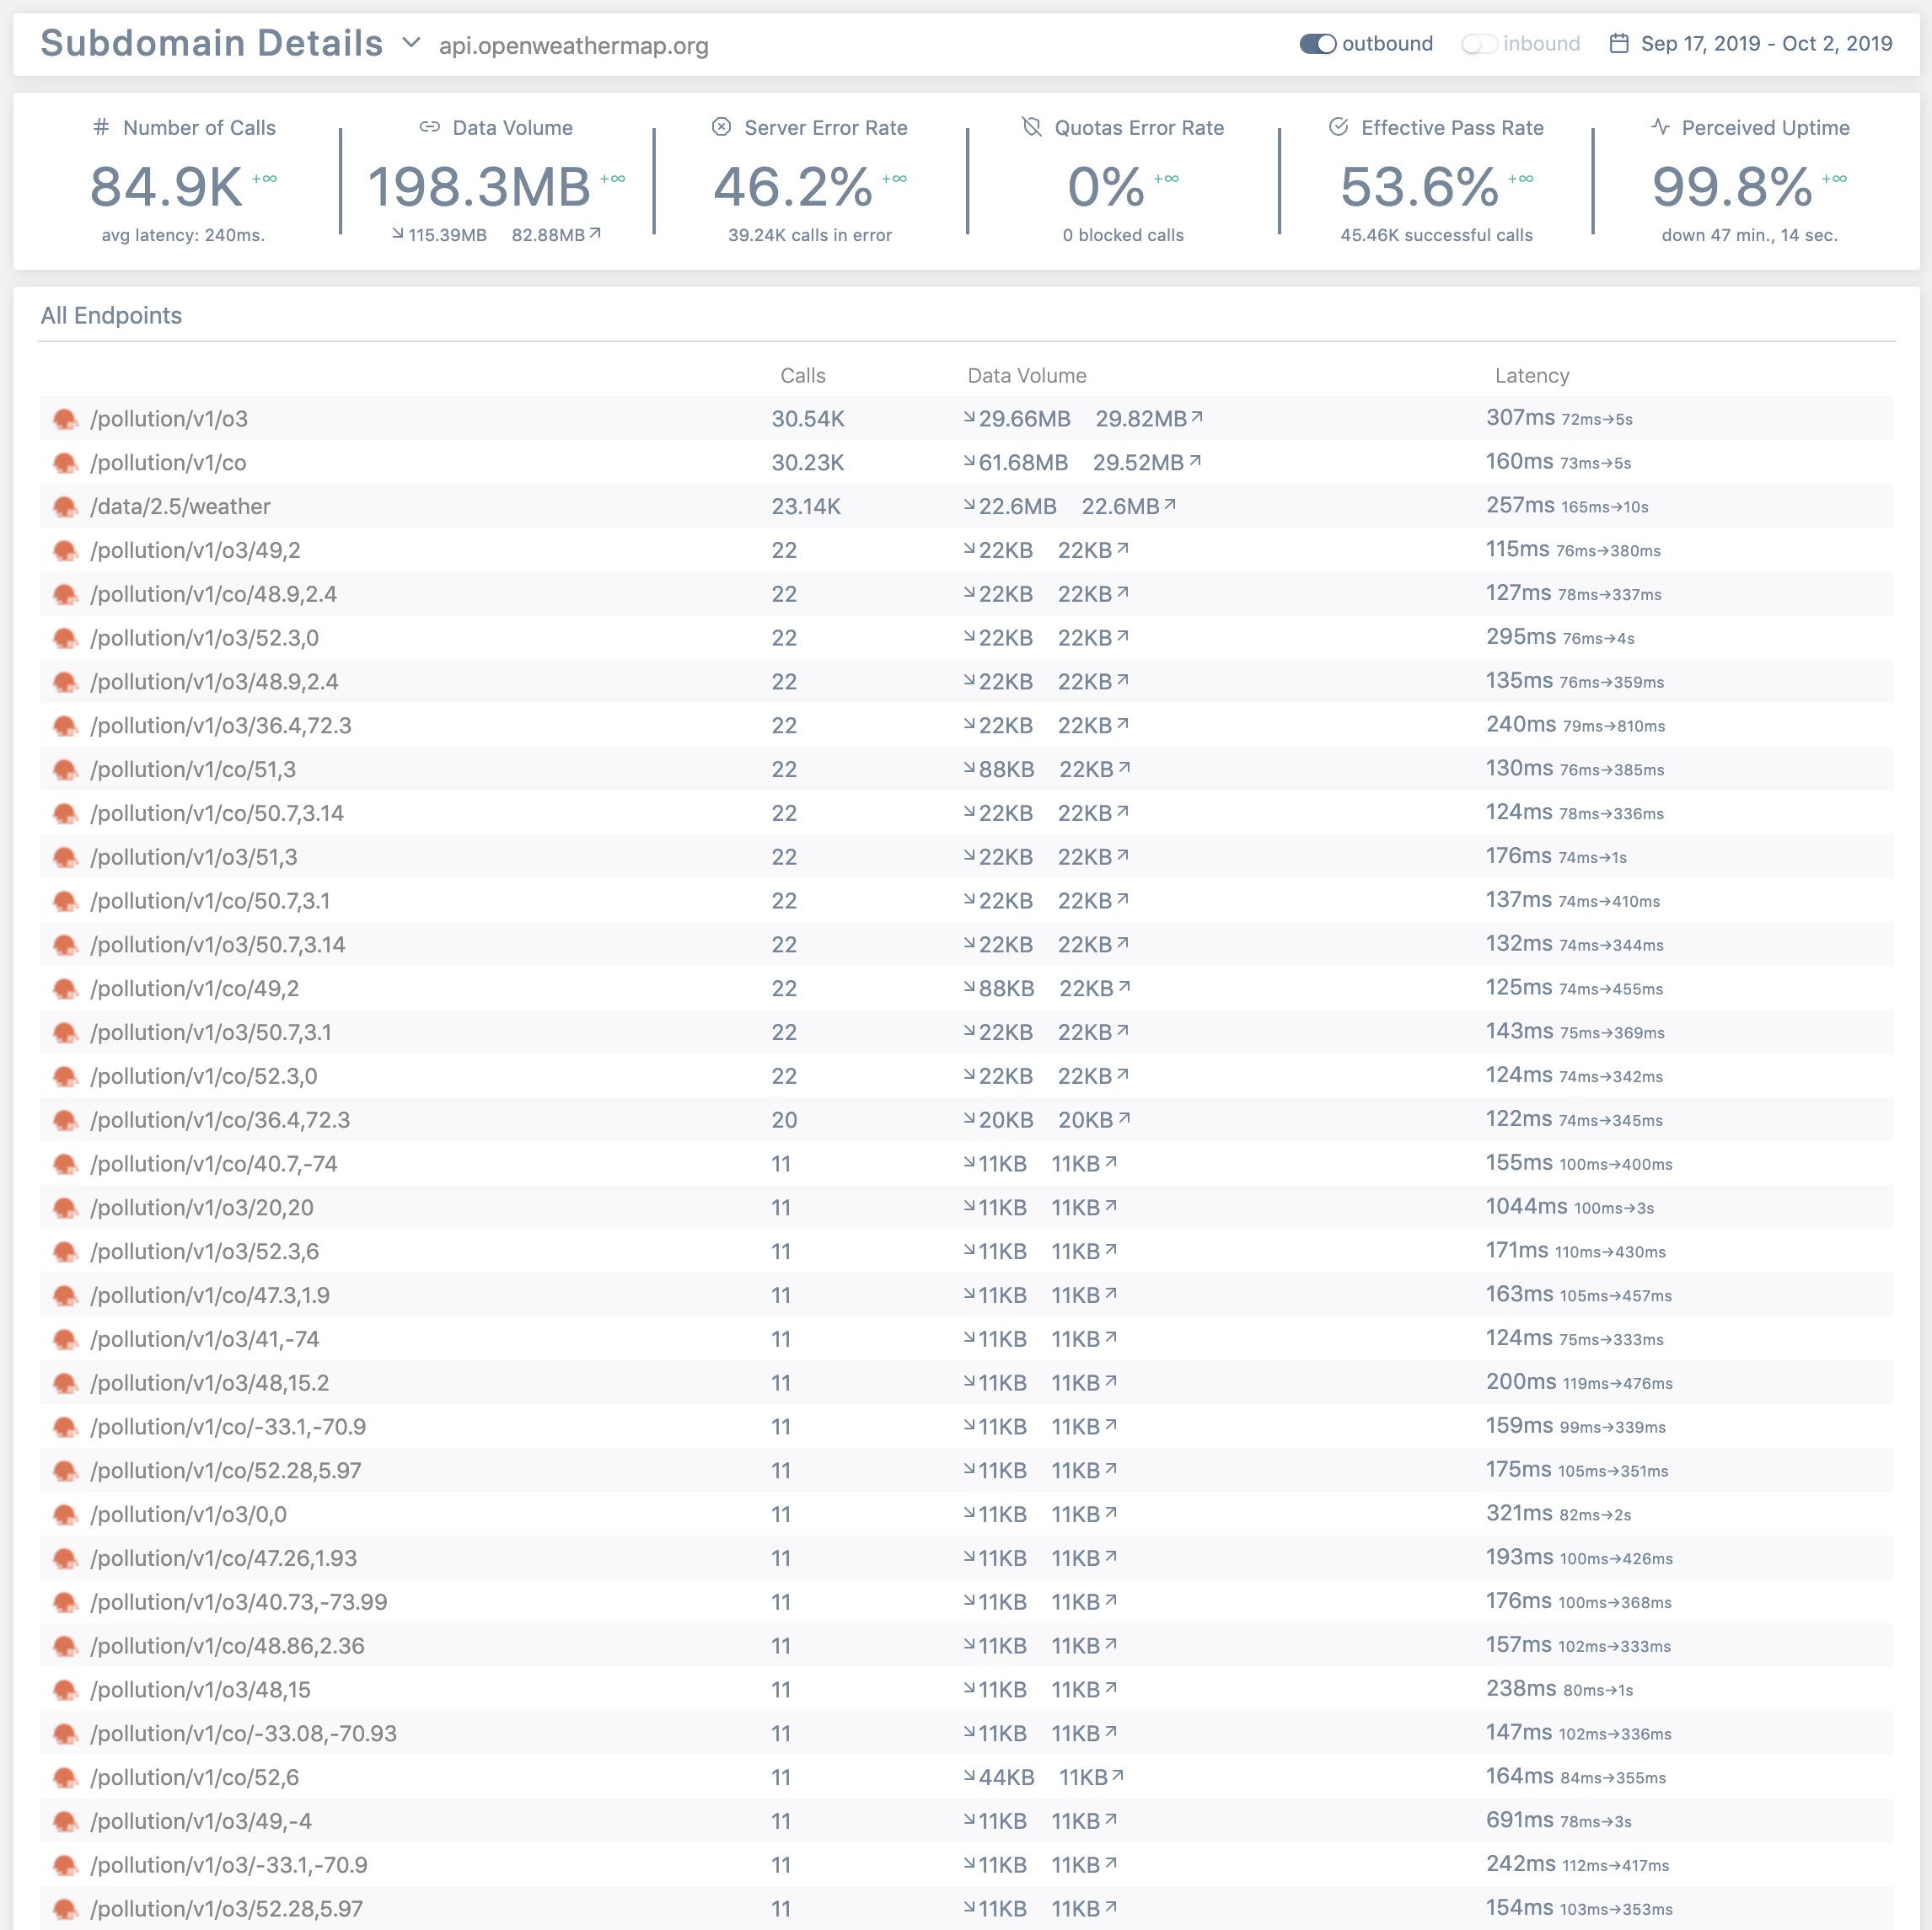 Subdomain Details api.openweathermap.org outbound inbound Sep 17, 2019 - Oct 2, 2019
# Number of Calls Data Volume Server Error Rate Quotas Error Rate Effective Pass Rate Perceived Uptime
84.9K +∞ 198.3MB +∞ 46.2% +∞ 0% +∞ 53.6% +∞ 99.8% +∞
avg latency: 240ms. ↘115.39MB 82.88MB↗ 39.24K calls in error 0 blocked calls 45.46K successful calls down 47 min., 14 sec.
All Endpoints
Calls Data Volume Latency
/pollution/v1/o3 30.54K ↘29.66MB 29.82MB↗ 307ms 72ms→5s
/pollution/v1/co 30.23K ↘61.68MB 29.52MB↗ 160ms 73ms→5s
/data/2.5/weather 23.14K ↘22.6MB 22.6MB↗ 257ms 165ms→10s
/pollution/v1/o3/49,2 22 ↘22KB 22KB↗ 115ms 76ms→380ms
/pollution/v1/co/48.9,2.4 22 ↘22KB 22KB↗ 127ms 78ms→337ms
/pollution/v1/o3/52.3,0 22 ↘22KB 22KB↗ 295ms 76ms→4s
/pollution/v1/o3/48.9,2.4 22 ↘22KB 22KB↗ 135ms 76ms→359ms
/pollution/v1/o3/36.4,72.3 22 ↘22KB 22KB↗ 240ms 79ms→810ms
/pollution/v1/co/51,3 22 ↘88KB 22KB↗ 130ms 76ms→385ms
/pollution/v1/co/50.7,3.14 22 ↘22KB 22KB↗ 124ms 78ms→336ms
/pollution/v1/o3/51,3 22 ↘22KB 22KB↗ 176ms 74ms→1s
/pollution/v1/co/50.7,3.1 22 ↘22KB 22KB↗ 137ms 74ms→410ms
/pollution/v1/o3/50.7,3.14 22 ↘22KB 22KB↗ 132ms 74ms→344ms
/pollution/v1/co/49,2 22 ↘88KB 22KB↗ 125ms 74ms→455ms
/pollution/v1/o3/50.7,3.1 22 ↘22KB 22KB↗ 143ms 75ms→369ms
/pollution/v1/co/52.3,0 22 ↘22KB 22KB↗ 124ms 74ms→342ms
/pollution/v1/co/36.4,72.3 20 ↘20KB 20KB↗ 122ms 74ms→345ms
/pollution/v1/co/40.7,-74 11 ↘11KB 11KB↗ 155ms 100ms→400ms
/pollution/v1/o3/20,20 11 ↘11KB 11KB↗ 1044ms 100ms→3s
/pollution/v1/o3/52.3,6 11 ↘11KB 11KB↗ 171ms 110ms→430ms
/pollution/v1/co/47.3,1.9 11 ↘11KB 11KB↗ 163ms 105ms→457ms
/pollution/v1/o3/41,-74 11 ↘11KB 11KB↗ 124ms 75ms→333ms
/pollution/v1/o3/48,15.2 11 ↘11KB 11KB↗ 200ms 119ms→476ms
/pollution/v1/co/-33.1,-70.9 11 ↘11KB 11KB↗ 159ms 99ms→339ms
/pollution/v1/co/52.28,5.97 11 ↘11KB 11KB↗ 175ms 105ms→351ms
/pollution/v1/o3/0,0 11 ↘11KB 11KB↗ 321ms 82ms→2s
/pollution/v1/co/47.26,1.93 11 ↘11KB 11KB↗ 193ms 100ms→426ms
/pollution/v1/o3/40.73,-73.99 11 ↘11KB 11KB↗ 176ms 100ms→368ms
/pollution/v1/co/48.86,2.36 11 ↘11KB 11KB↗ 157ms 102ms→333ms
/pollution/v1/o3/48,15 11 ↘11KB 11KB↗ 238ms 80ms→1s
/pollution/v1/co/-33.08,-70.93 11 ↘11KB 11KB↗ 147ms 102ms→336ms
/pollution/v1/co/52,6 11 ↘44KB 11KB↗ 164ms 84ms→355ms
/pollution/v1/o3/49,-4 11 ↘11KB 11KB↗ 691ms 78ms→3s
/pollution/v1/o3/-33.1,-70.9 11 ↘11KB 11KB↗ 242ms 112ms→417ms
/pollution/v1/o3/52.28,5.97 11 ↘11KB 11KB↗ 154ms 103ms→353ms